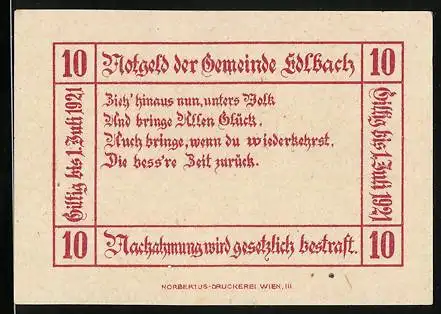 10 Notgeld der Gemeinde Edlbach 10
Giltig bis 1. Juli 1921
Zieh' hinaus nun, unters Volk
Und bringe Allen Glück.
Auch bringe, wenn du wiederkehrst,
Die bess're Zeit zurück.
Giltig bis 1. Juli 1921
10 Nachahmung wird gesetzlich bestraft. 10
NORBERTUS-DRUCKEREI WIEN, III